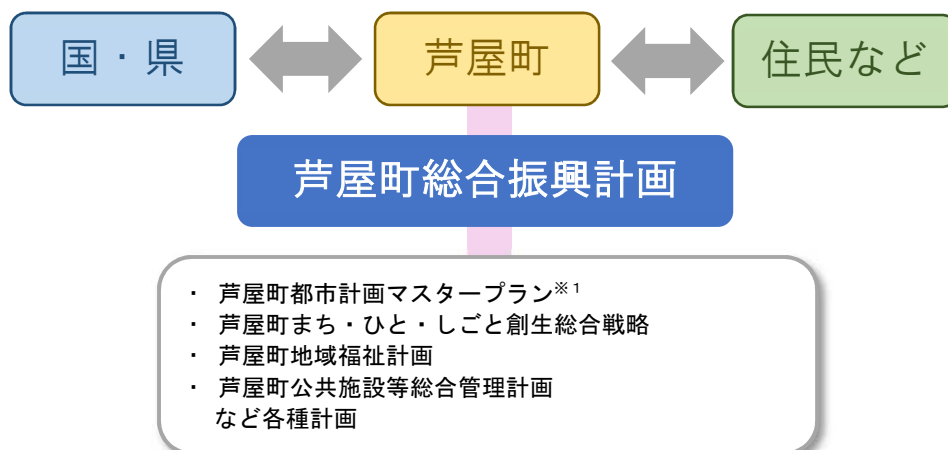 国・県 芦屋町 住民など
芦屋町総合振興計画
・ 芦屋町都市計画マスタープラン※1
・ 芦屋町まち・ひと・しごと創生総合戦略
・ 芦屋町地域福祉計画
・ 芦屋町公共施設等総合管理計画
など各種計画